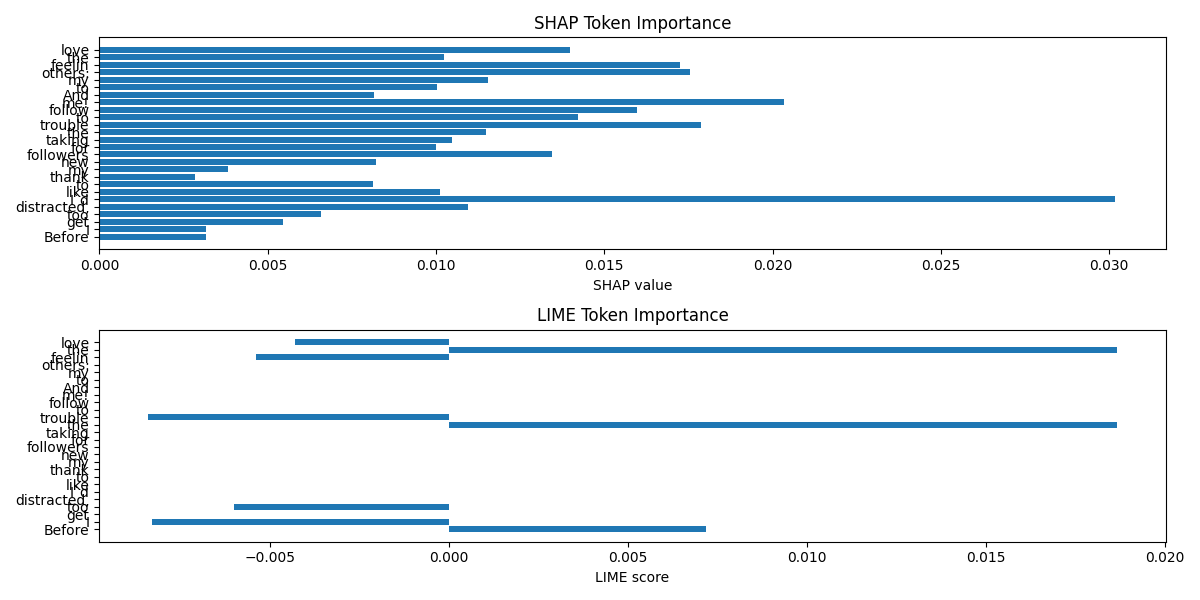 SHAP Token Importance
love
the
feelin
others,
my
to
And
me!
follow
to
trouble
the
taking
for
followers
new
my
thank
to
like
I'd
distracted,
too
get
I
Before
0.000 0.005 0.010 0.015 0.020 0.025 0.030
SHAP value
LIME Token Importance
love
the
feelin
others,
my
to
And
me!
follow
to
trouble
the
taking
for
followers
new
my
thank
to
like
I'd
distracted,
too
get
I
Before
−0.005 0.000 0.005 0.010 0.015 0.020
LIME score